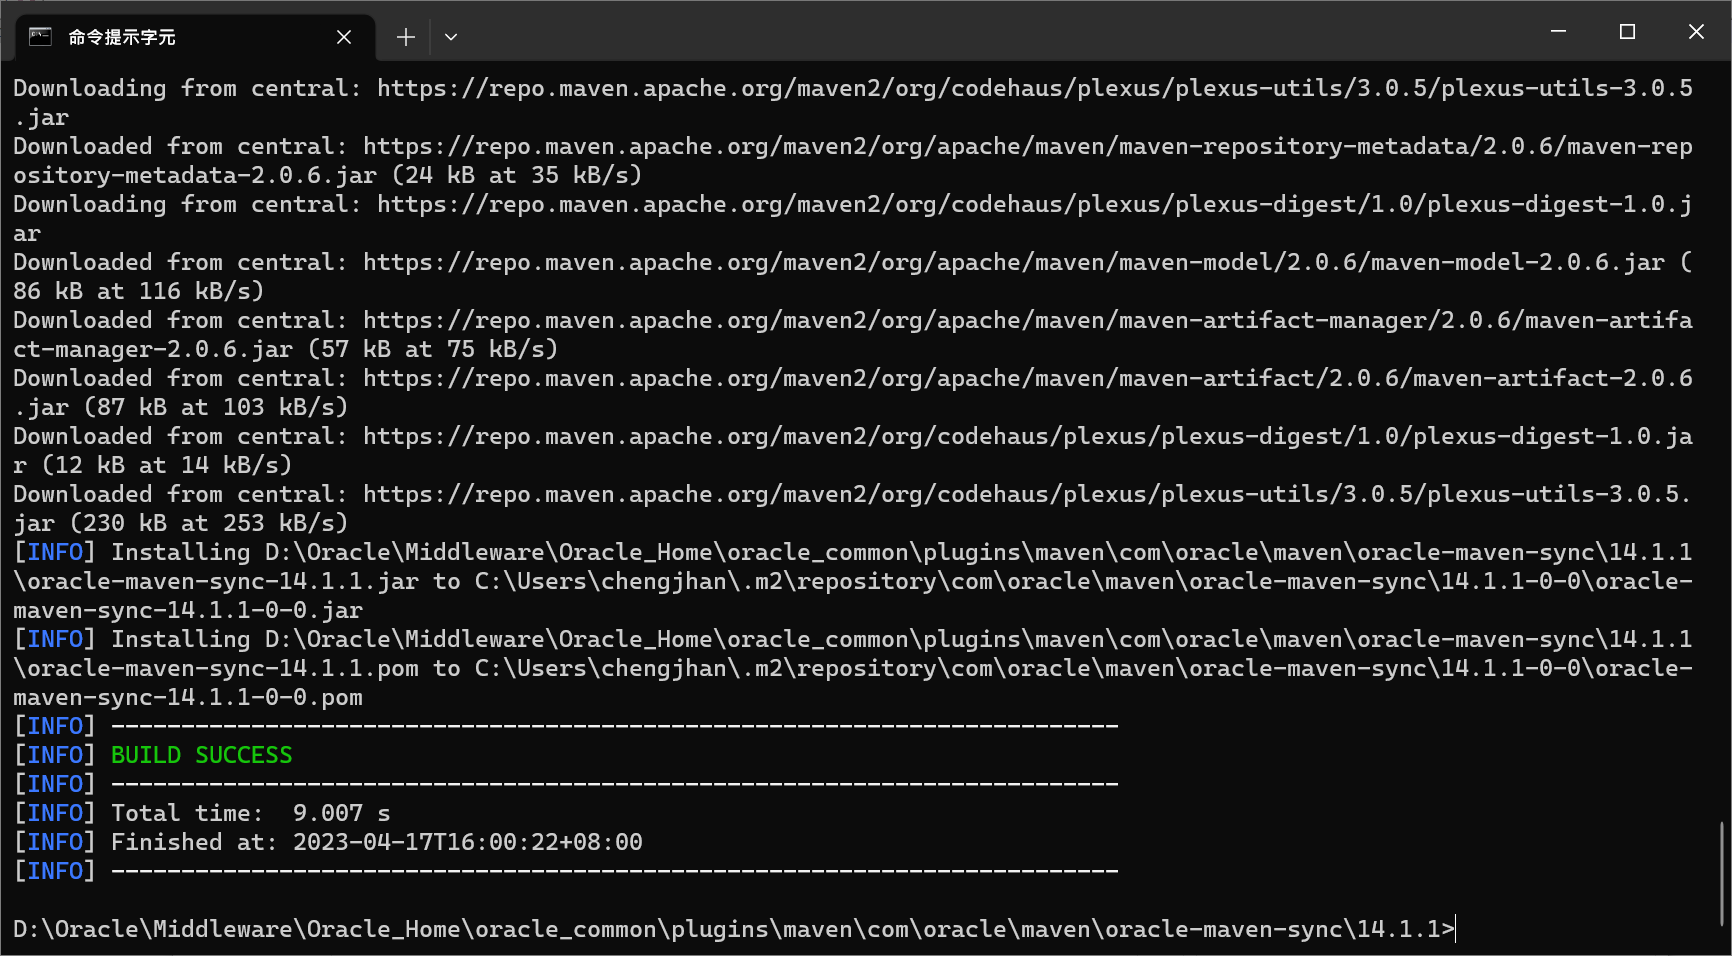 命令提示字元
Downloading from central: https://repo.maven.apache.org/maven2/org/codehaus/plexus/plexus-utils/3.0.5/plexus-utils-3.0.5
.jar
Downloaded from central: https://repo.maven.apache.org/maven2/org/apache/maven/maven-repository-metadata/2.0.6/maven-rep
ository-metadata-2.0.6.jar (24 kB at 35 kB/s)
Downloading from central: https://repo.maven.apache.org/maven2/org/codehaus/plexus/plexus-digest/1.0/plexus-digest-1.0.j
ar
Downloaded from central: https://repo.maven.apache.org/maven2/org/apache/maven/maven-model/2.0.6/maven-model-2.0.6.jar (
86 kB at 116 kB/s)
Downloaded from central: https://repo.maven.apache.org/maven2/org/apache/maven/maven-artifact-manager/2.0.6/maven-artifa
ct-manager-2.0.6.jar (57 kB at 75 kB/s)
Downloaded from central: https://repo.maven.apache.org/maven2/org/apache/maven/maven-artifact/2.0.6/maven-artifact-2.0.6
.jar (87 kB at 103 kB/s)
Downloaded from central: https://repo.maven.apache.org/maven2/org/codehaus/plexus/plexus-digest/1.0/plexus-digest-1.0.ja
r (12 kB at 14 kB/s)
Downloaded from central: https://repo.maven.apache.org/maven2/org/codehaus/plexus/plexus-utils/3.0.5/plexus-utils-3.0.5.
jar (230 kB at 253 kB/s)
[INFO] Installing D:\Oracle\Middleware\Oracle_Home\oracle_common\plugins\maven\com\oracle\maven\oracle-maven-sync\14.1.1
\oracle-maven-sync-14.1.1.jar to C:\Users\chengjhan\.m2\repository\com\oracle\maven\oracle-maven-sync\14.1.1-0-0\oracle-
maven-sync-14.1.1-0-0.jar
[INFO] Installing D:\Oracle\Middleware\Oracle_Home\oracle_common\plugins\maven\com\oracle\maven\oracle-maven-sync\14.1.1
\oracle-maven-sync-14.1.1.pom to C:\Users\chengjhan\.m2\repository\com\oracle\maven\oracle-maven-sync\14.1.1-0-0\oracle-
maven-sync-14.1.1-0-0.pom
[INFO] ------------------------------------------------------------------------
[INFO] BUILD SUCCESS
[INFO] ------------------------------------------------------------------------
[INFO] Total time:  9.007 s
[INFO] Finished at: 2023-04-17T16:00:22+08:00
[INFO] ------------------------------------------------------------------------
D:\Oracle\Middleware\Oracle_Home\oracle_common\plugins\maven\com\oracle\maven\oracle-maven-sync\14.1.1>